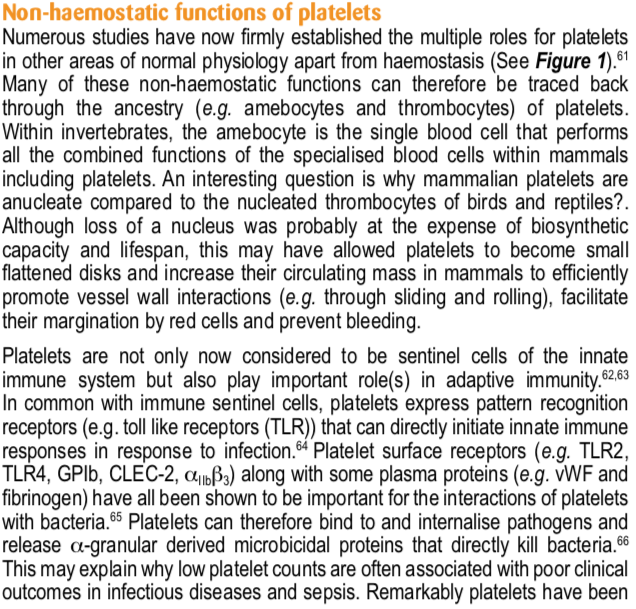 Non-haemostatic functions of platelets
Numerous studies have now firmly established the multiple roles for platelets
in other areas of normal physiology apart from haemostasis (See Figure 1).61
Many of these non-haemostatic functions can therefore be traced back
through the ancestry (e.g. amebocytes and thrombocytes) of platelets.
Within invertebrates, the amebocyte is the single blood cell that performs
all the combined functions of the specialised blood cells within mammals
including platelets. An interesting question is why mammalian platelets are
anucleate compared to the nucleated thrombocytes of birds and reptiles?.
Although loss of a nucleus was probably at the expense of biosynthetic
capacity and lifespan, this may have allowed platelets to become small
flattened disks and increase their circulating mass in mammals to efficiently
promote vessel wall interactions (e.g. through sliding and rolling), facilitate
their margination by red cells and prevent bleeding.
Platelets are not only now considered to be sentinel cells of the innate
immune system but also play important role(s) in adaptive immunity.62,63
In common with immune sentinel cells, platelets express pattern recognition
receptors (e.g. toll like receptors (TLR)) that can directly initiate innate immune
responses in response to infection.64 Platelet surface receptors (e.g. TLR2,
TLR4, GPIb, CLEC-2, αIIbβ3) along with some plasma proteins (e.g. vWF and
fibrinogen) have all been shown to be important for the interactions of platelets
with bacteria.65 Platelets can therefore bind to and internalise pathogens and
release α-granular derived microbicidal proteins that directly kill bacteria.66
This may explain why low platelet counts are often associated with poor clinical
outcomes in infectious diseases and sepsis. Remarkably platelets have been